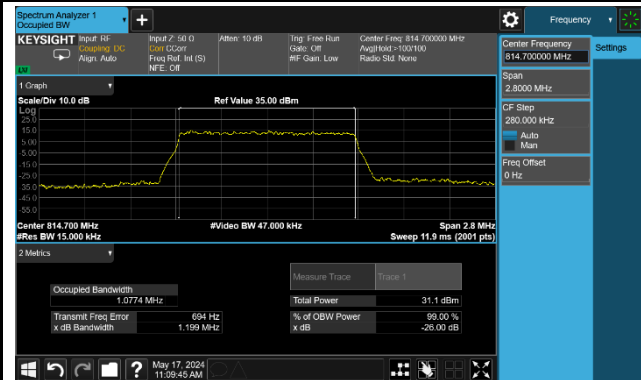 Spectrum Analyzer 1
Occupied BW
+
Frequency
KEYSIGHT
Input: RF
Coupling: DC
Align: Auto
Input Z: 50 Ω
Corr CCorr
Freq Ref: Int (S)
NFE: Off
Atten: 10 dB
Trig: Free Run
Gate: Off
#IF Gain: Low
Center Freq: 814.700000 MHz
Avg|Hold:>100/100
Radio Std: None
Center Frequency
814.700000 MHz
Settings
Span
2.8000 MHz
CF Step
280.000 kHz
Auto
Man
Freq Offset
0 Hz
1 Graph
Scale/Div 10.0 dB
Ref Value 35.00 dBm
Log
25.0
15.0
5.00
-5.00
-15.0
-25.0
-35.0
-45.0
-55.0
Center 814.700 MHz
#Video BW 47.000 kHz
Span 2.8 MHz
#Res BW 15.000 kHz
Sweep 11.9 ms (2001 pts)
2 Metrics
Measure Trace
Trace 1
Occupied Bandwidth
1.0774 MHz
Total Power
31.1 dBm
Transmit Freq Error
694 Hz
% of OBW Power
99.00 %
x dB Bandwidth
1.199 MHz
x dB
-26.00 dB
?
May 17, 2024
11:09:45 AM